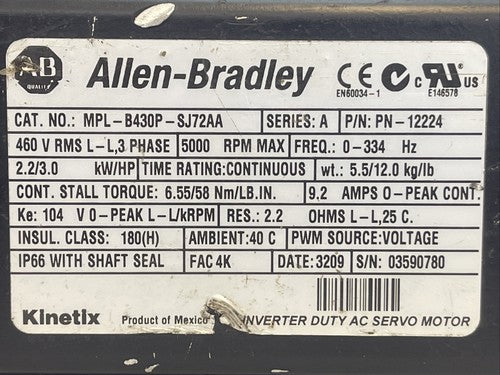 AB Allen-Bradley CE C UL US
QUALITY EN60034-1 E146578
CAT. NO.: MPL-B430P-SJ72AA SERIES: A P/N: PN-12224
460 V RMS L-L,3 PHASE 5000 RPM MAX FREQ.: 0-334 Hz
2.2/3.0 kW/HP TIME RATING:CONTINUOUS wt.: 5.5/12.0 kg/lb
CONT. STALL TORQUE: 6.55/58 Nm/LB.IN. 9.2 AMPS 0-PEAK CONT.
Ke: 104 V 0-PEAK L-L/kRPM RES.: 2.2 OHMS L-L,25 C.
INSUL. CLASS: 180(H) AMBIENT:40 C PWM SOURCE:VOLTAGE
IP66 WITH SHAFT SEAL FAC 4K DATE: 3209 S/N: 03590780
Kinetix Product of Mexico INVERTER DUTY AC SERVO MOTOR